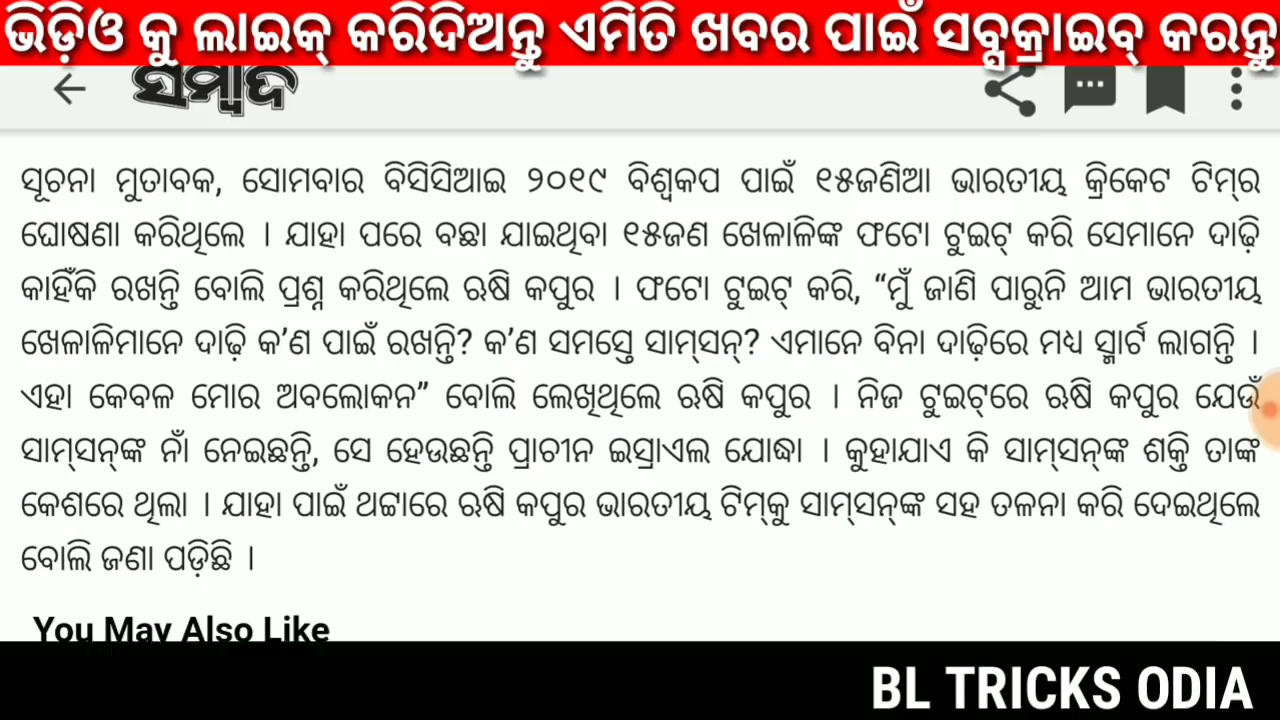 ଭିଡ଼ିଓ କୁ ଲାଇକ୍ କରିଦିଅନ୍ତୁ ଏମିତି ଖବର ପାଇଁ ସବ୍ସକ୍ରାଇବ୍ କରନ୍ତୁ
ସମ୍ବାଦ
ସୂଚନା ମୁତାବକ, ସୋମବାର ବିସିସିଆଇ ୨୦୧୯ ବିଶ୍ୱକପ ପାଇଁ ୧୫ଜଣିଆ ଭାରତୀୟ କ୍ରିକେଟ ଟିମ୍‌ର
ଘୋଷଣା କରିଥିଲେ । ଯାହା ପରେ ବଛା ଯାଇଥିବା ୧୫ଜଣ ଖେଳାଳିଙ୍କ ଫଟୋ ଟୁଇଟ୍ କରି ସେମାନେ ଦାଢ଼ି
କାହିଁକି ରଖନ୍ତି ବୋଲି ପ୍ରଶ୍ନ କରିଥିଲେ ଋଷି କପୁର । ଫଟୋ ଟୁଇଟ୍ କରି, “ମୁଁ ଜାଣି ପାରୁନି ଆମ ଭାରତୀୟ
ଖେଳାଳିମାନେ ଦାଢ଼ି କ’ଣ ପାଇଁ ରଖନ୍ତି? କ’ଣ ସମସ୍ତେ ସାମ୍‌ସନ୍? ଏମାନେ ବିନା ଦାଢ଼ିରେ ମଧ୍ୟ ସ୍ମାର୍ଟ ଲାଗନ୍ତି ।
ଏହା କେବଳ ମୋର ଅବଲୋକନ” ବୋଲି ଲେଖିଥିଲେ ଋଷି କପୁର । ନିଜ ଟୁଇଟ୍‌ରେ ଋଷି କପୁର ଯେଉଁ
ସାମ୍‌ସନ୍‌ଙ୍କ ନାଁ ନେଇଛନ୍ତି, ସେ ହେଉଛନ୍ତି ପ୍ରାଚୀନ ଇସ୍ରାଏଲ ଯୋଦ୍ଧା । କୁହାଯାଏ କି ସାମ୍‌ସନ୍‌ଙ୍କ ଶକ୍ତି ତାଙ୍କ
କେଶରେ ଥିଲା । ଯାହା ପାଇଁ ଥଟ୍ଟାରେ ଋଷି କପୁର ଭାରତୀୟ ଟିମ୍‌କୁ ସାମ୍‌ସନ୍‌ଙ୍କ ସହ ତଳନା କରି ଦେଇଥିଲେ
ବୋଲି ଜଣା ପଡ଼ିଛି ।
You May Also Like
BL TRICKS ODIA